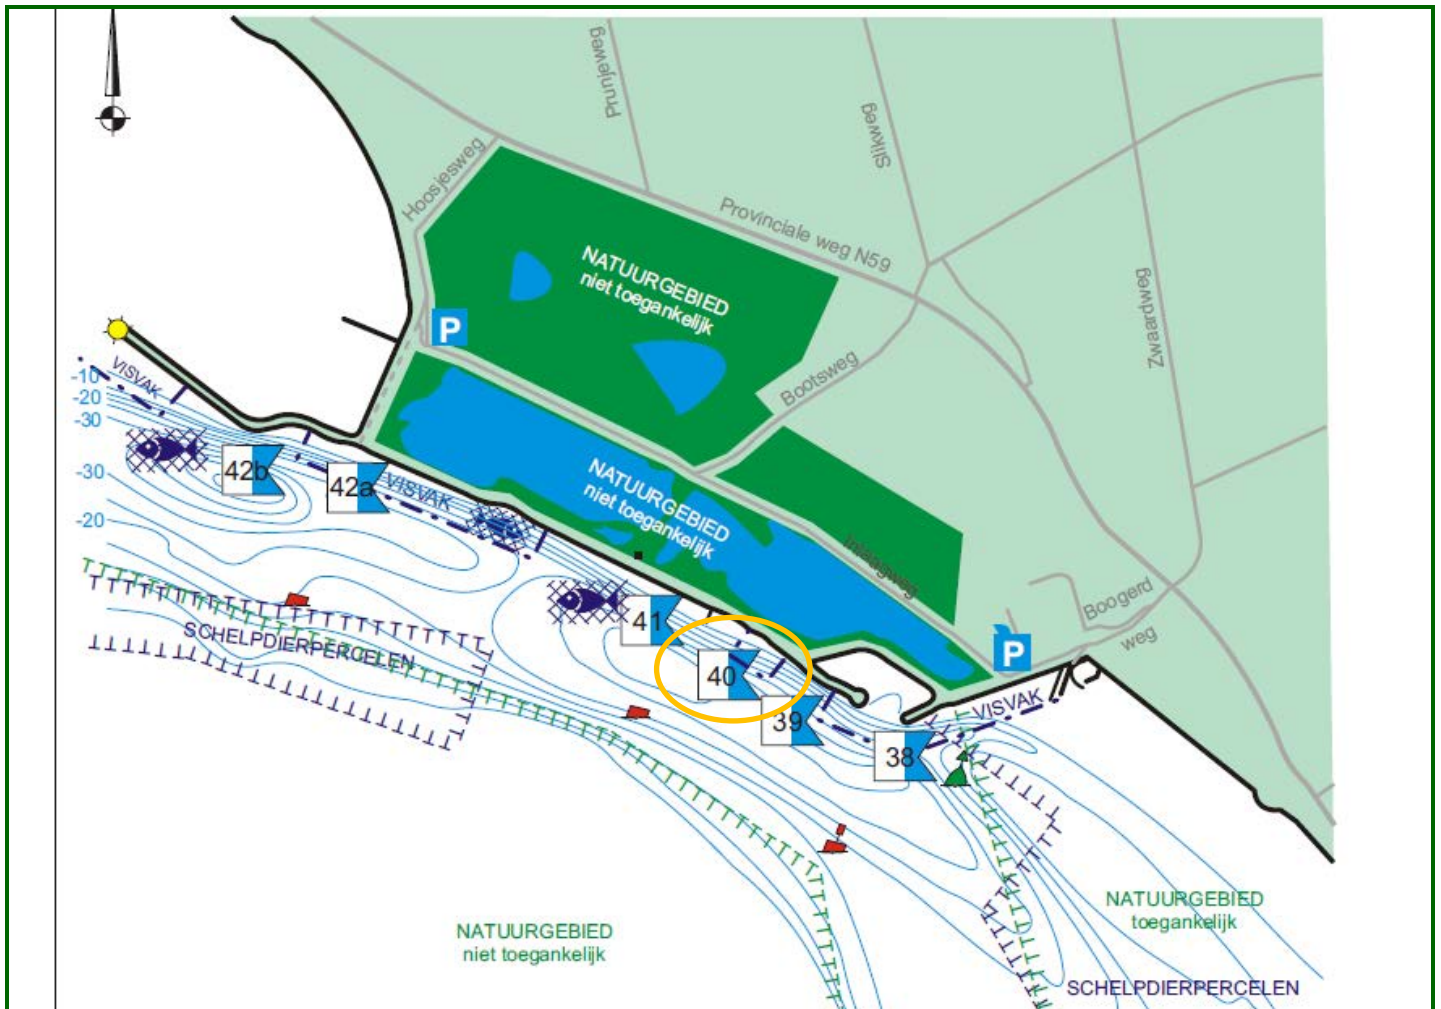 Prunjeweg
Slikweg
Hoosjesweg
Provinciale weg N59
NATUURGEBIED
niet toegankelijk
Zwaardweg
P
Bootsweg
VISVAK
-10
-20
-30
42b
42a
VISVAK
-30
-20
NATUURGEBIED
niet toegankelijk
Inlaagweg
Boogerd
weg
P
41
40
39
38
VISVAK
SCHELPDIERPERCELEN
NATUURGEBIED
toegankelijk
NATUURGEBIED
niet toegankelijk
SCHELPDIERPERCELEN